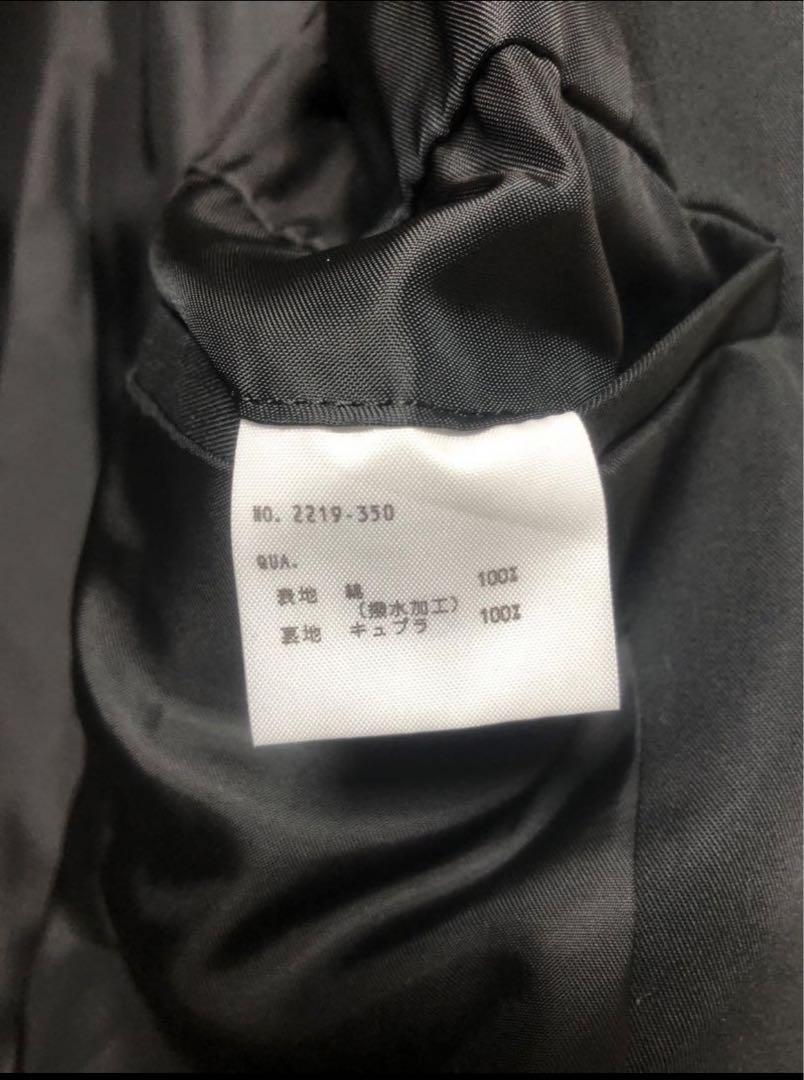 NO. 2219-350
QUA.
表地 綿 100%
(撥水加工)
裏地 キュプラ 100%